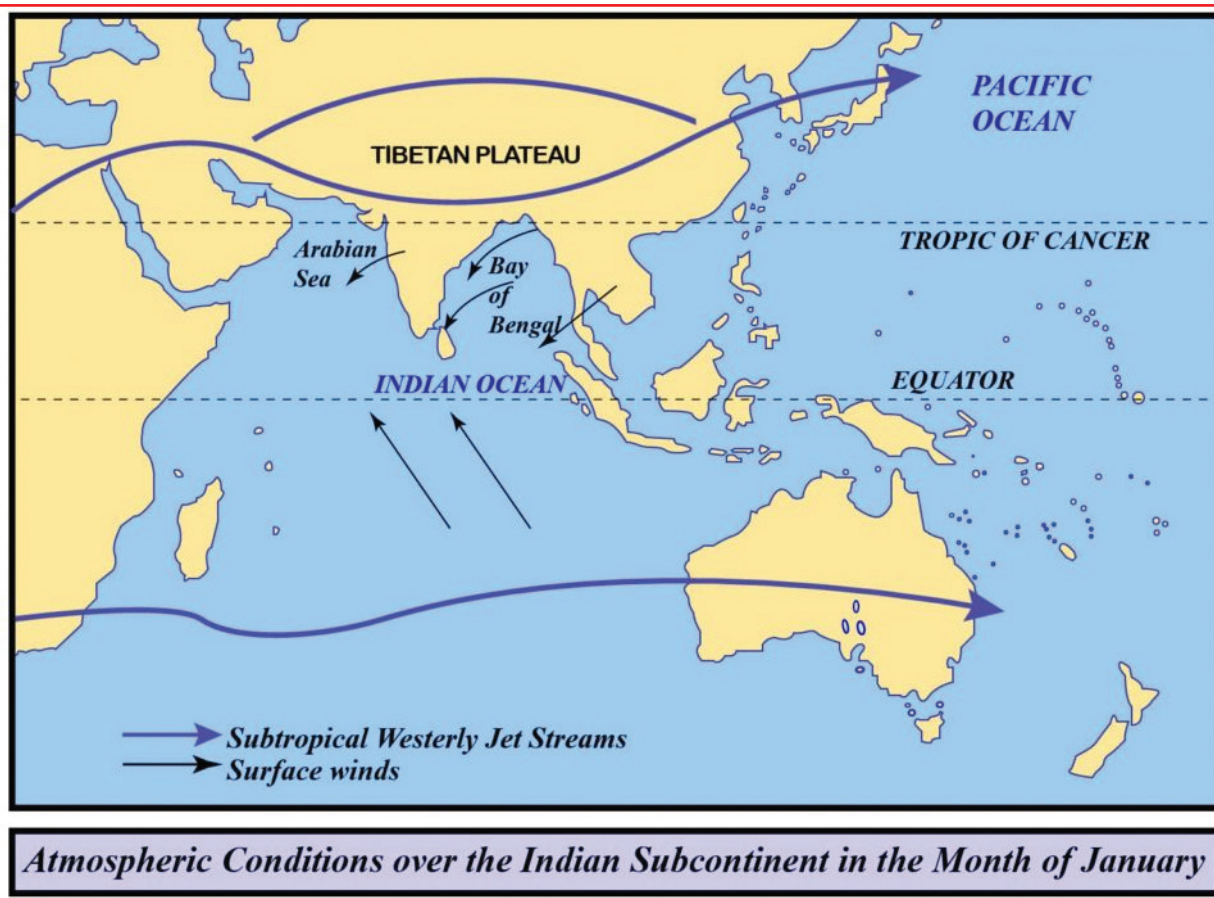 PACIFIC
OCEAN
TIBETAN PLATEAU
TROPIC OF CANCER
Arabian
Sea
Bay
of
Bengal
INDIAN OCEAN
EQUATOR
Subtropical Westerly Jet Streams
Surface winds
Atmospheric Conditions over the Indian Subcontinent in the Month of January